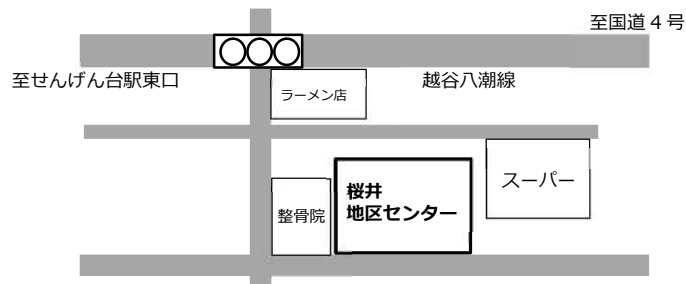 至国道４号
至せんげん台駅東口
越谷八潮線
ラーメン店
スーパー
桜井
地区センター
整骨院